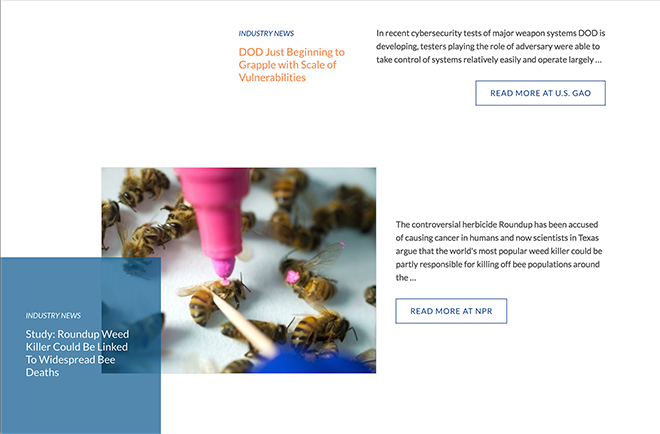 INDUSTRY NEWS
DOD Just Beginning to
Grapple with Scale of
Vulnerabilities
In recent cybersecurity tests of major weapon systems DOD is
developing, testers playing the role of adversary were able to
take control of systems relatively easily and operate largely ...
READ MORE AT U.S. GAO
INDUSTRY NEWS
Study: Roundup Weed
Killer Could Be Linked
To Widespread Bee
Deaths
The controversial herbicide Roundup has been accused
of causing cancer in humans and now scientists in Texas
argue that the world's most popular weed killer could be
partly responsible for killing off bee populations around
the ...
READ MORE AT NPR